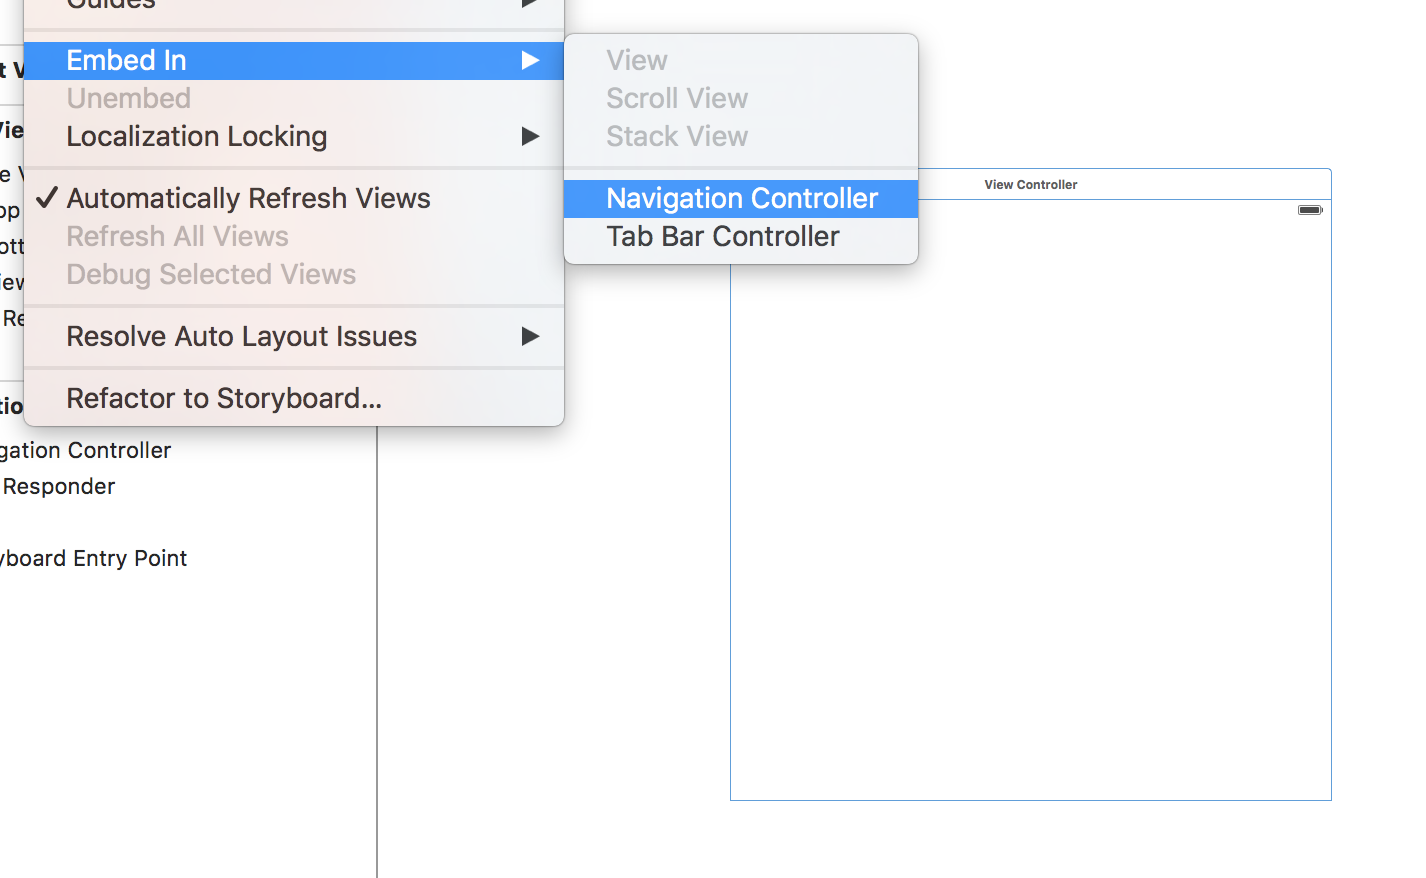 Guides
Embed In
Unembed
Localization Locking
Automatically Refresh Views
Refresh All Views
Debug Selected Views
Resolve Auto Layout Issues
Refactor to Storyboard...
View
Scroll View
Stack View
Navigation Controller
Tab Bar Controller
View Controller
t V
Vie
e V
op
ott
iew
Re
tio
gation Controller
Responder
yboard Entry Point